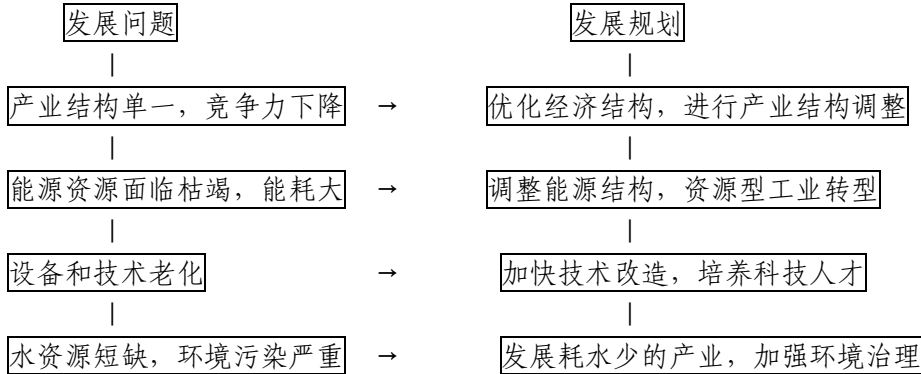 发展问题 发展规划
产业结构单一，竞争力下降 → 优化经济结构，进行产业结构调整
能源资源面临枯竭，能耗大 → 调整能源结构，资源型工业转型
设备和技术老化 → 加快技术改造，培养科技人才
水资源短缺，环境污染严重 → 发展耗水少的产业，加强环境治理